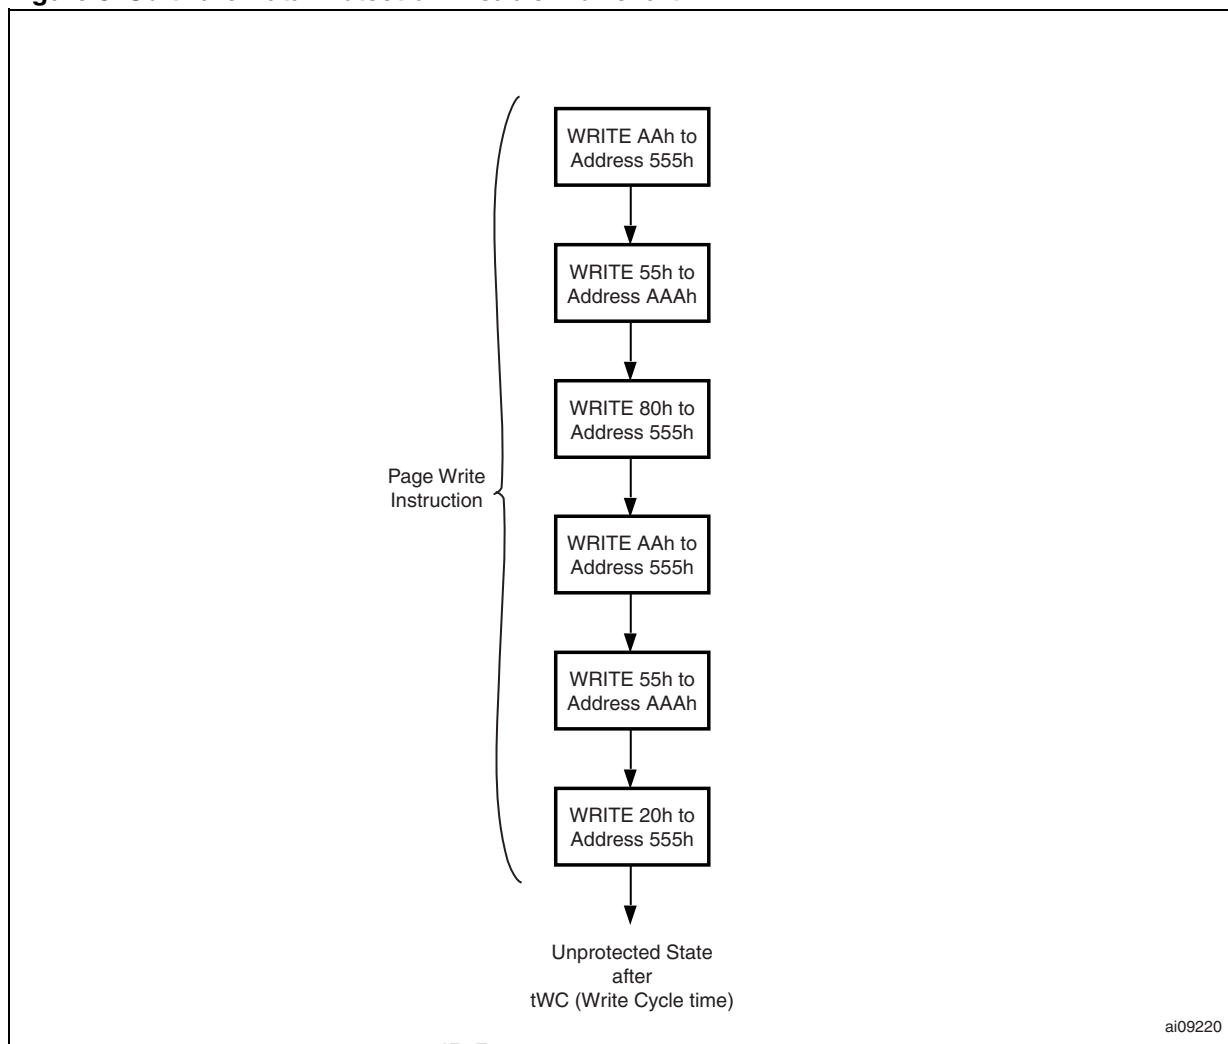 WRITE AAh to
Address 555h
WRITE 55h to
Address AAAh
WRITE 80h to
Address 555h
Page Write
Instruction
WRITE AAh to
Address 555h
WRITE 55h to
Address AAAh
WRITE 20h to
Address 555h
Unprotected State
after
tWC (Write Cycle time)
ai09220